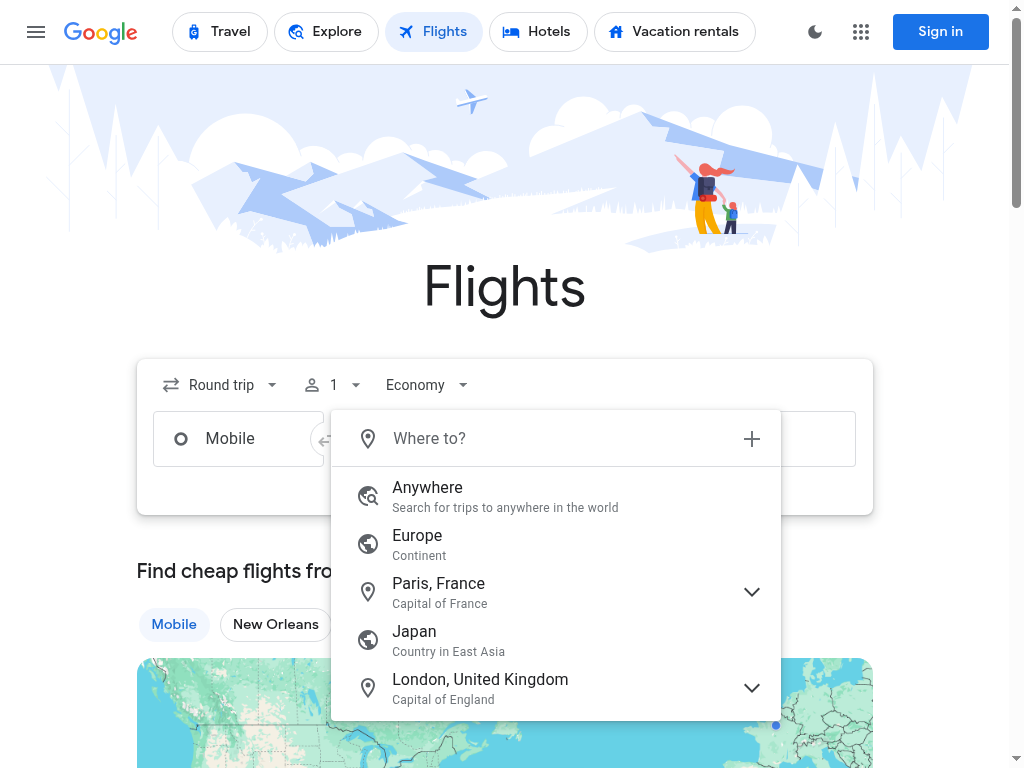 Google
Travel
Explore
Flights
Hotels
Vacation rentals
Sign in
Flights
Round trip
1
Economy
Mobile
Where to?
Anywhere
Search for trips to anywhere in the world
Europe
Continent
Paris, France
Capital of France
Japan
Country in East Asia
London, United Kingdom
Capital of England
Find cheap flights
Mobile
New Orleans